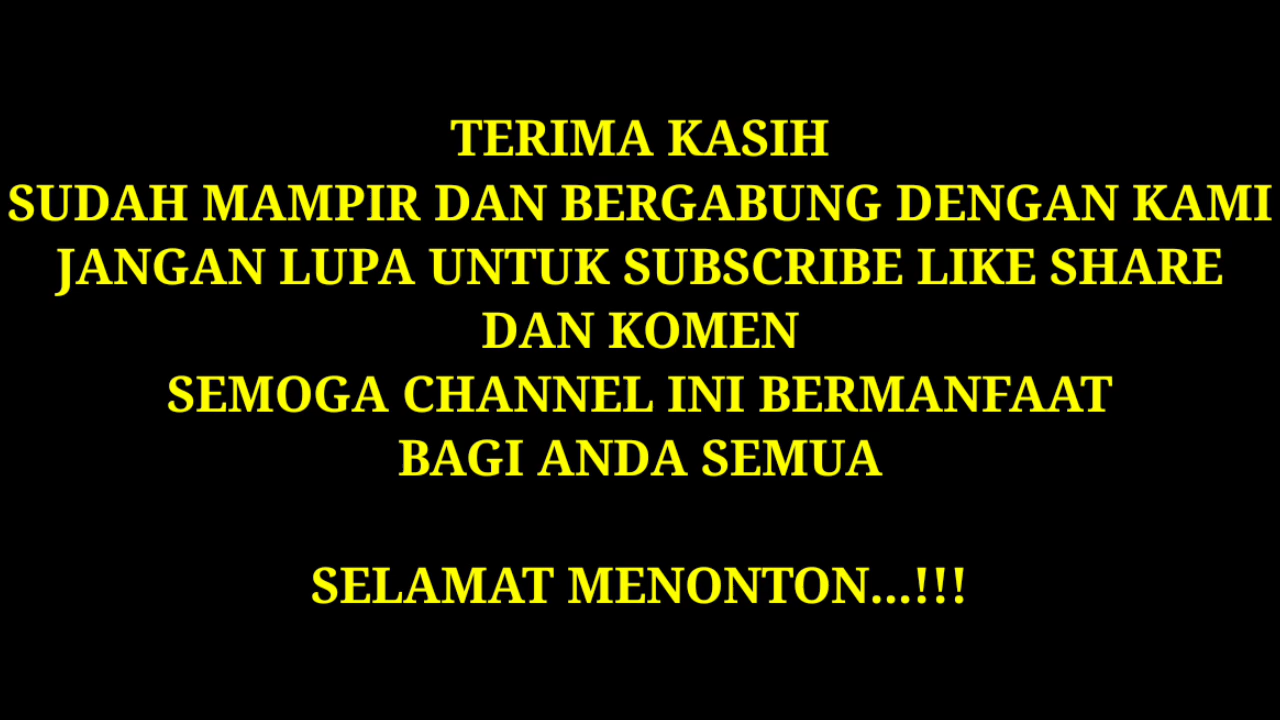 TERIMA KASIH
SUDAH MAMPIR DAN BERGABUNG DENGAN KAMI
JANGAN LUPA UNTUK SUBSCRIBE LIKE SHARE
DAN KOMEN
SEMOGA CHANNEL INI BERMANFAAT
BAGI ANDA SEMUA
SELAMAT MENONTON...!!!